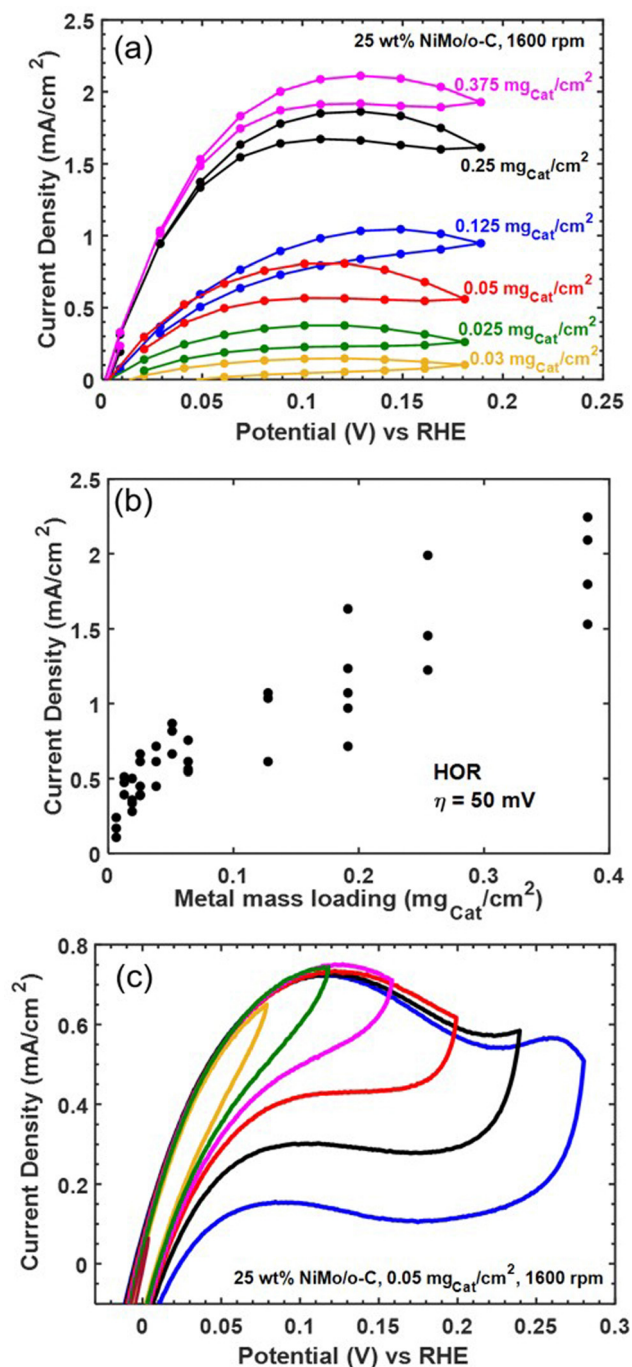 (a)
25 wt% NiMo/o-C, 1600 rpm
0.375 mgCat/cm2
0.25 mgCat/cm2
0.125 mgCat/cm2
0.05 mgCat/cm2
0.025 mgCat/cm2
0.03 mgCat/cm2
Current Density (mA/cm2)
2.5
2
1.5
1
0.5
0
0 0.05 0.1 0.15 0.2 0.25
Potential (V) vs RHE
(b)
Current Density (mA/cm2)
2.5
2
1.5
1
0.5
0
HOR
η = 50 mV
0 0.1 0.2 0.3 0.4
Metal mass loading (mgCat/cm2)
(c)
Current Density (mA/cm2)
0.8
0.6
0.4
0.2
0
25 wt% NiMo/o-C, 0.05 mgCat/cm2, 1600 rpm
0 0.05 0.1 0.15 0.20 0.25 0.3
Potential (V) vs RHE